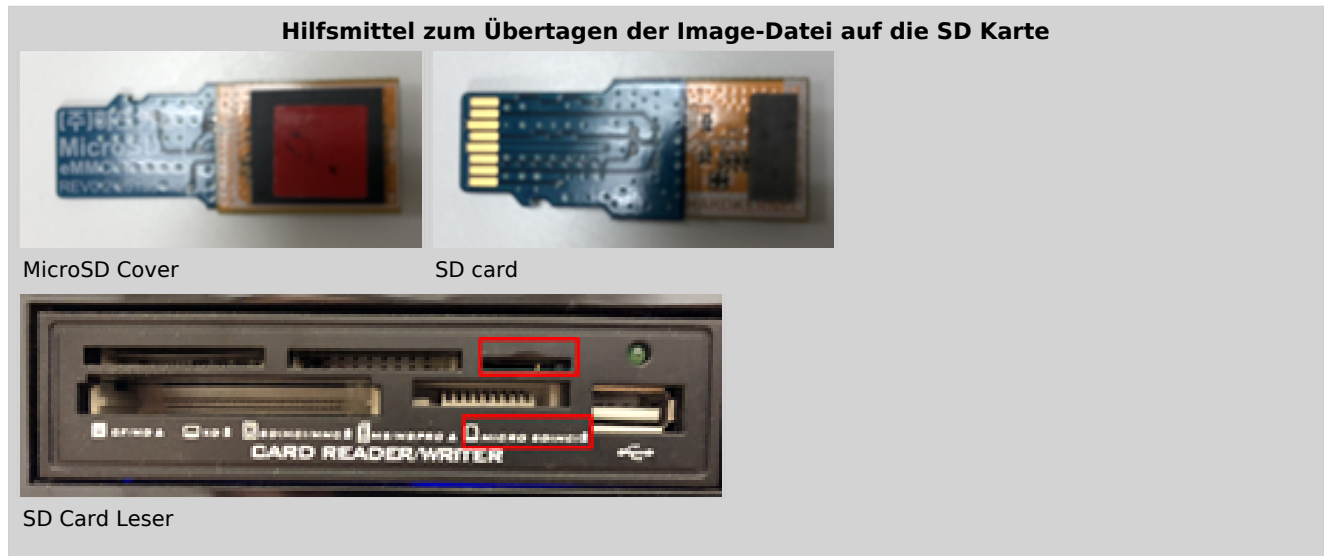 Hilfsmittel zum Übertagen der Image-Datei auf die SD Karte
MicroSD
HARDKERNEL
MicroSD Cover
SD card
CARD READER/WRITER
SD Card Leser